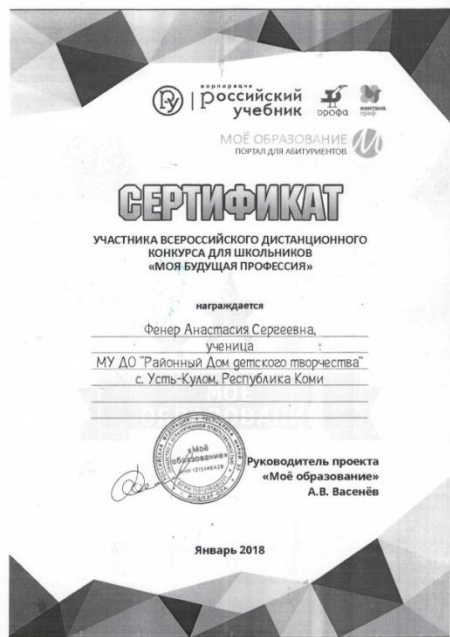 корпорация
российский
учебник
дрофа
вентана
граф
МОЁ ОБРАЗОВАНИЕ
ПОРТАЛ ДЛЯ АБИТУРИЕНТОВ
СЕРТИФИКАТ
УЧАСТНИКА ВСЕРОССИЙСКОГО ДИСТАНЦИОННОГО
КОНКУРСА ДЛЯ ШКОЛЬНИКОВ
«МОЯ БУДУЩАЯ ПРОФЕССИЯ»
награждается
Фенер Анастасия Сергеевна,
ученица
МУ ДО "Районный Дом детского творчества"
с. Усть-Кулом, Республика Коми
МОЁ
ОБРАЗОВАНИЕ
«Моё
образование»
Руководитель проекта
«Моё образование»
А.В. Васенёв
Январь 2018